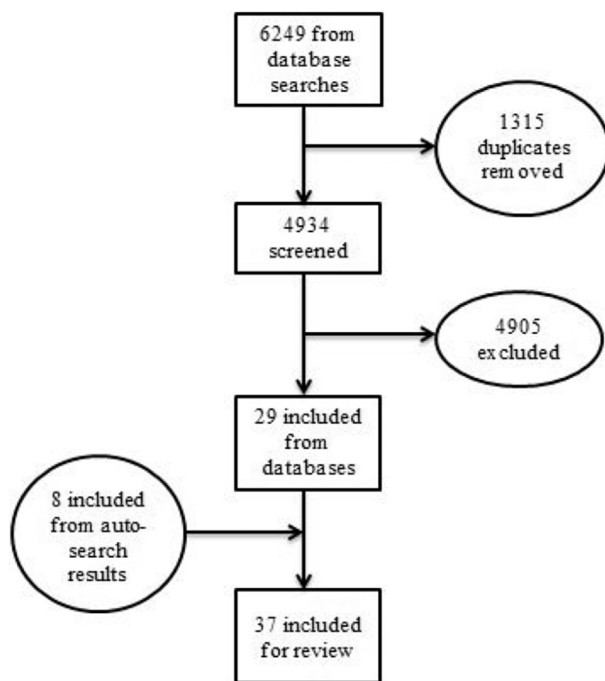 6249 from
database
searches
1315
duplicates
removed
4934
screened
4905
excluded
29 included
from
databases
8 included
from auto-
search
results
37 included
for review